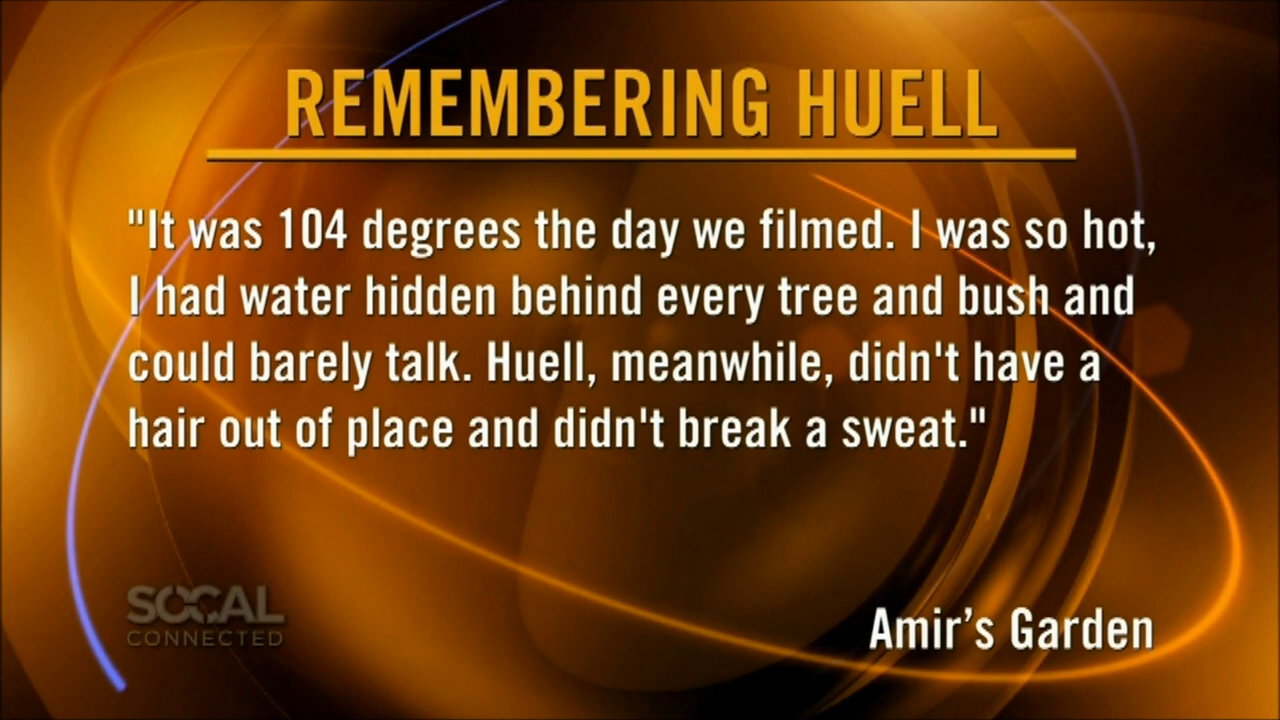 REMEMBERING HUELL
"It was 104 degrees the day we filmed. I was so hot,
I had water hidden behind every tree and bush and
could barely talk. Huell, meanwhile, didn't have a
hair out of place and didn't break a sweat."
SOCAL
CONNECTED
Amir’s Garden